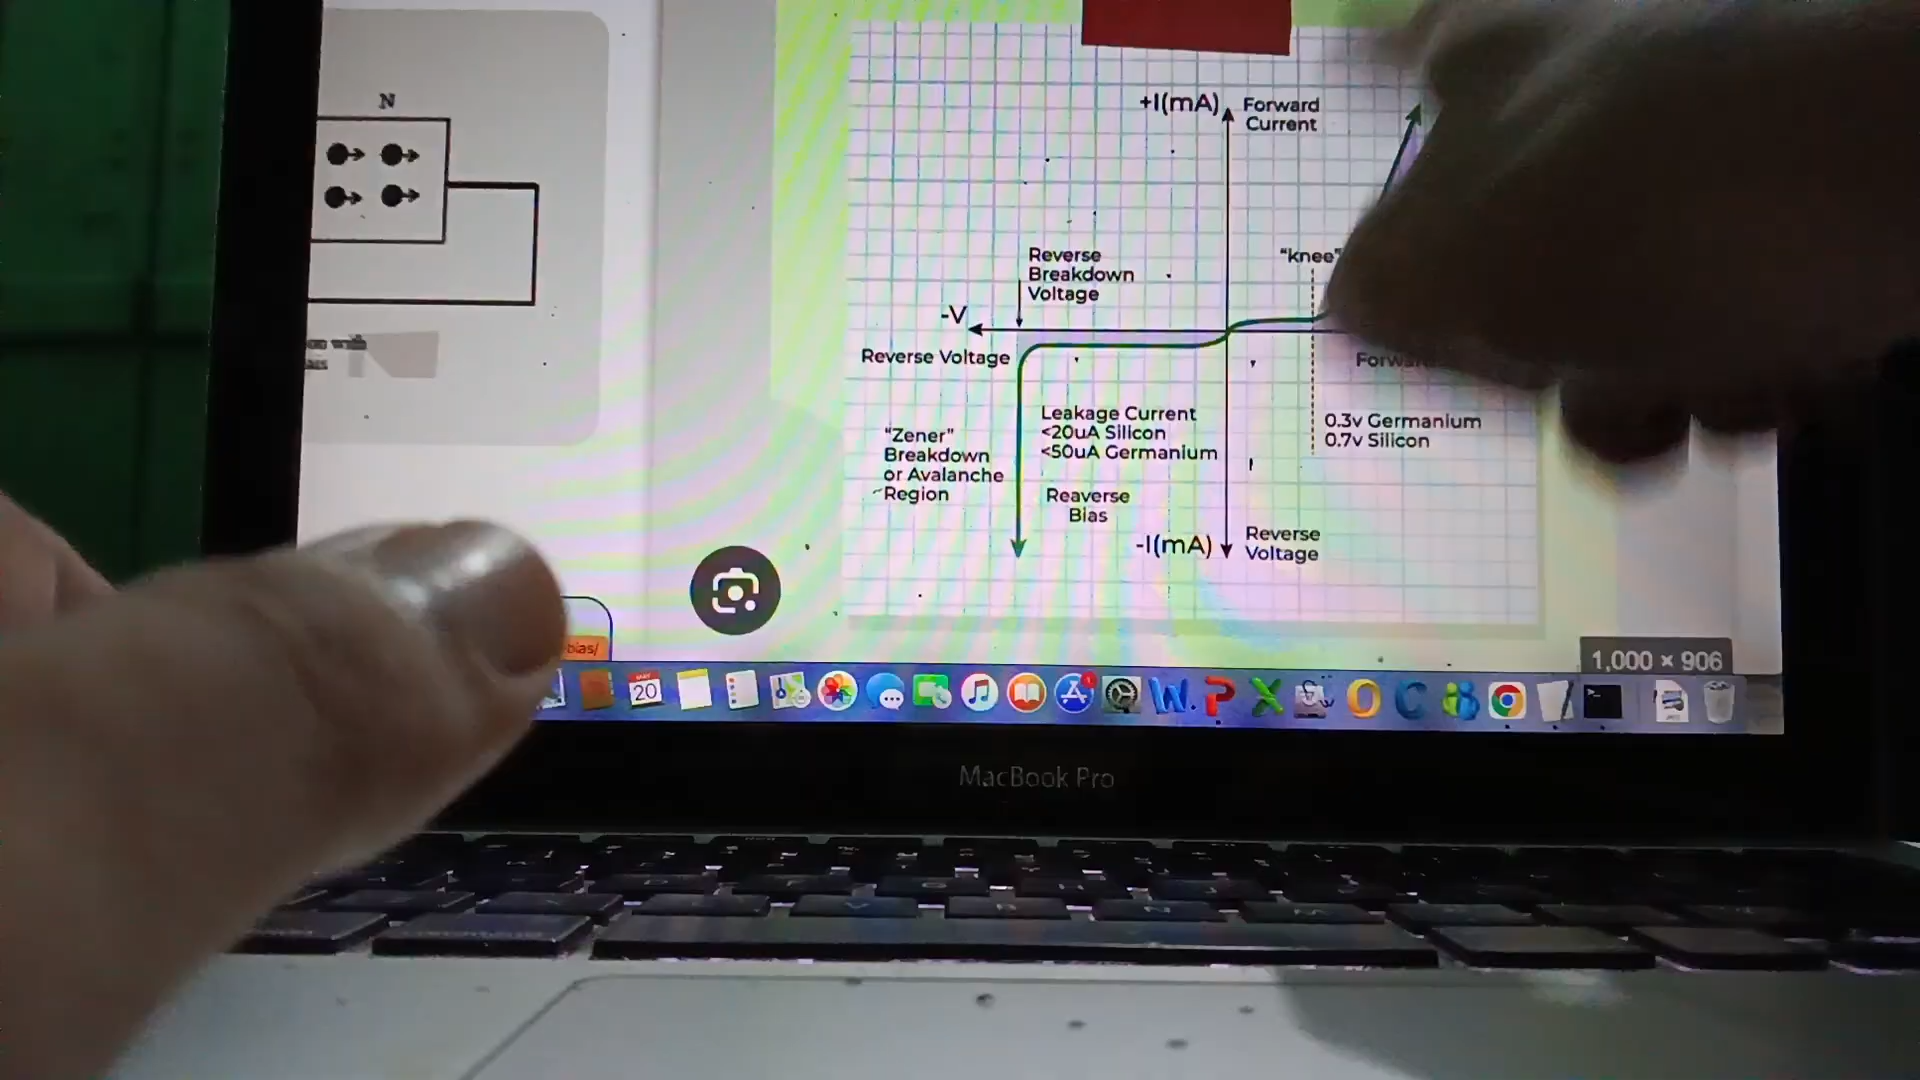 N
+I(mA)
Forward
Current
Reverse
Breakdown
Voltage
"knee"
-V
Reverse Voltage
Leakage Current
<20uA Silicon
<50uA Germanium
0.3v Germanium
0.7v Silicon
"Zener"
Breakdown
or Avalanche
Region
Reaverse
Bias
-I(mA)
Reverse
Voltage
bias/
1,000 × 906
20
MacBook Pro